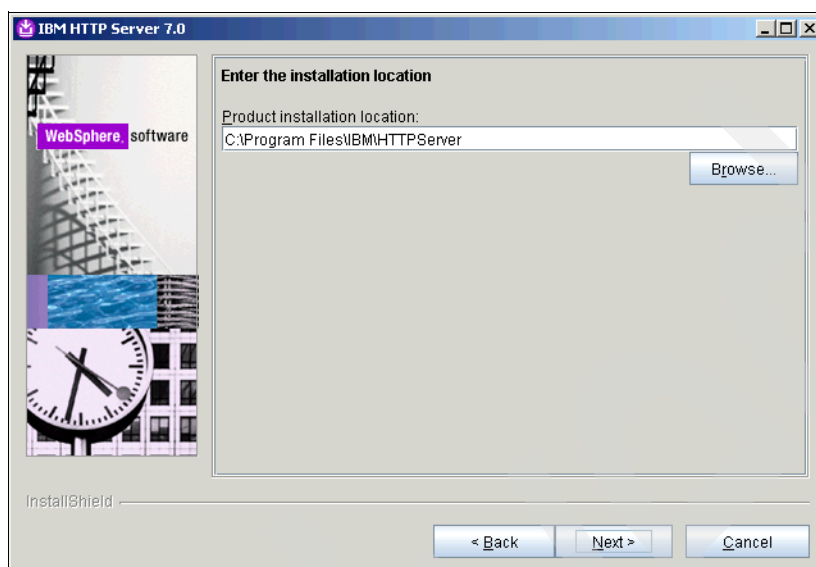 IBM HTTP Server 7.0
WebSphere. software
Enter the installation location
Product installation location:
C:\Program Files\IBM\HTTPServer
Browse...
InstallShield
< Back
Next >
Cancel